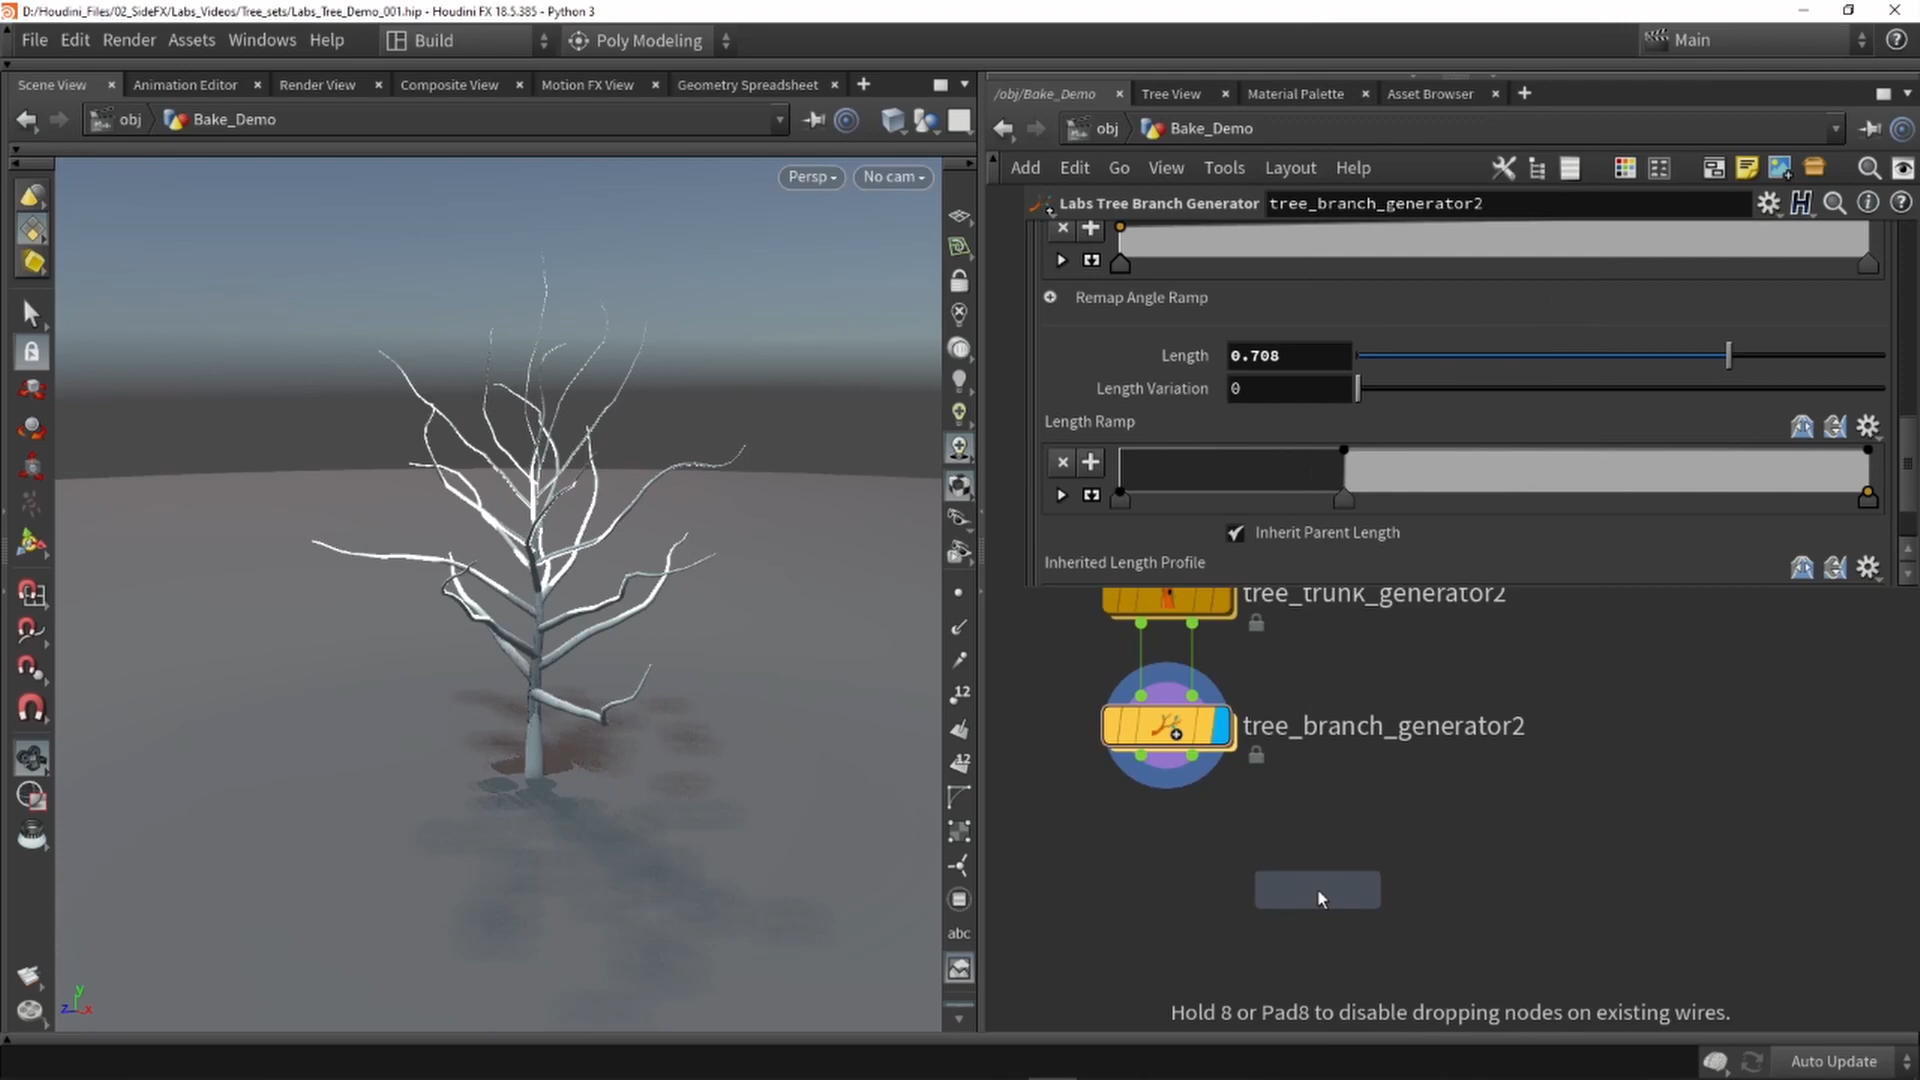 D:/Houdini_Files/02_SideFX/Labs_Videos/Tree_sets/Labs_Tree_Demo_001.hip - Houdini FX 18.5.385 - Python 3
File Edit Render Assets Windows Help Build Poly Modeling Main
Scene View Animation Editor Render View Composite View Motion FX View Geometry Spreadsheet
obj Bake_Demo
Persp No cam
12
12
abc
y
z x
/obj/Bake_Demo Tree View Material Palette Asset Browser
obj Bake_Demo
Add Edit Go View Tools Layout Help
Labs Tree Branch Generator tree_branch_generator2
Remap Angle Ramp
Length 0.708
Length Variation 0
Length Ramp
Inherit Parent Length
Inherited Length Profile
tree_trunk_generator2
tree_branch_generator2
Hold 8 or Pad8 to disable dropping nodes on existing wires.
Auto Update